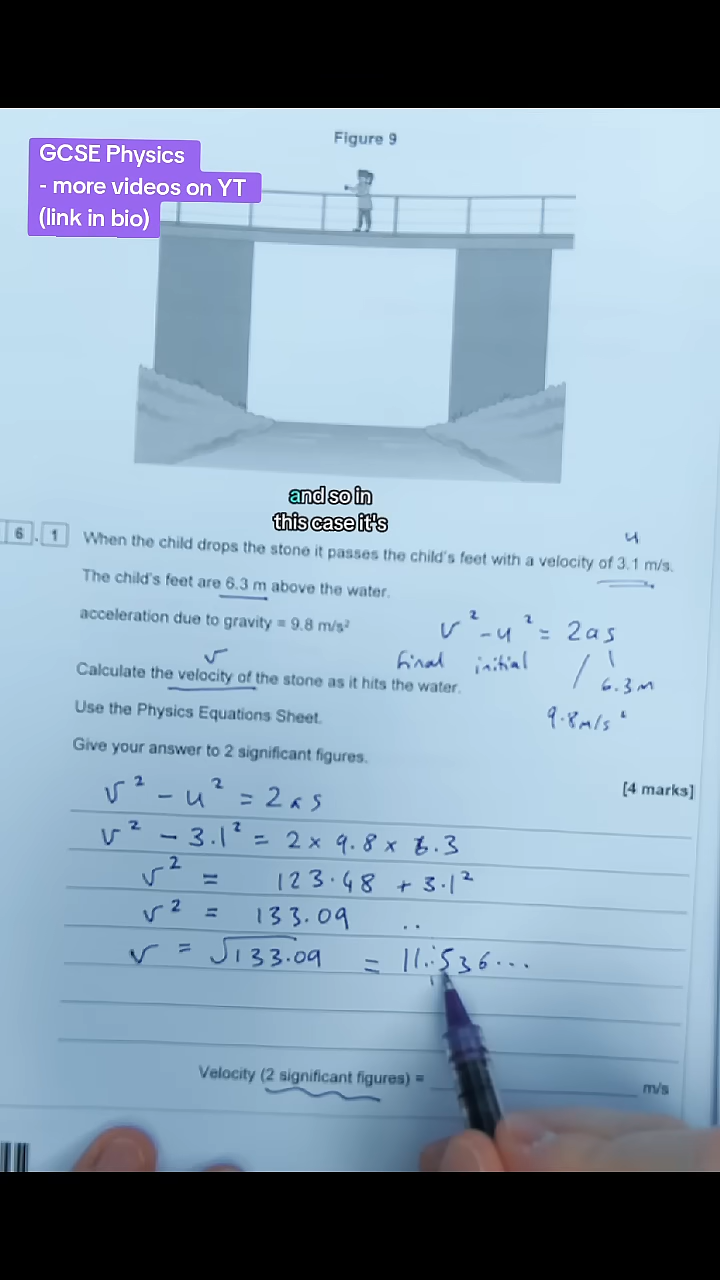 Figure 9
GCSE Physics
- more videos on YT
(link in bio)
and so in
this case it's
u
6 . 1 When the child drops the stone it passes the child's feet with a velocity of 3.1 m/s.
The child's feet are 6.3 m above the water.
acceleration due to gravity = 9.8 m/s²
v² - u² = 2as
final initial
6.3m
9.8m/s²
v
Calculate the velocity of the stone as it hits the water.
Use the Physics Equations Sheet.
Give your answer to 2 significant figures.
[4 marks]
v² - u² = 2as
v² - 3.1² = 2 × 9.8 × 6.3
v² = 123.48 + 3.1²
v² = 133.09
v = √133.09 = 11.536...
Velocity (2 significant figures) = m/s